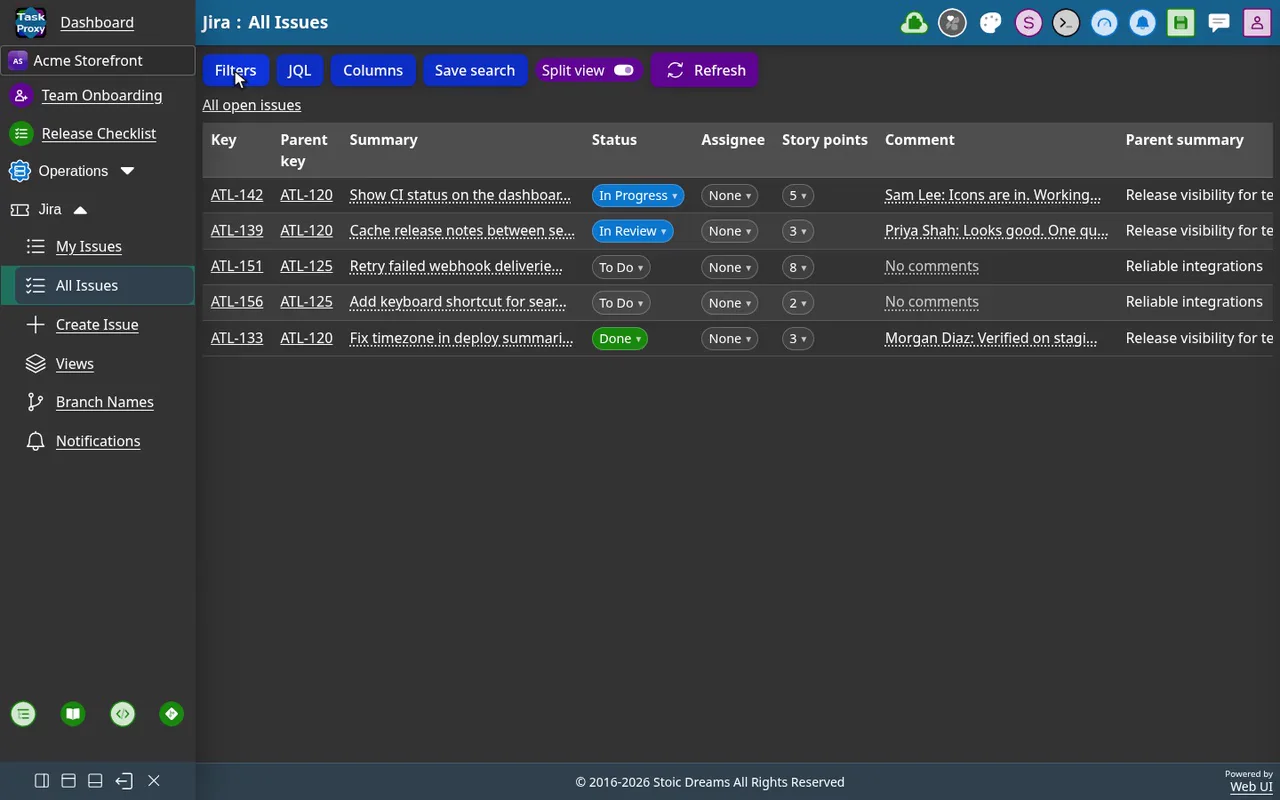 Task
Proxy
Dashboard
Jira : All Issues
S
AS
Acme Storefront
Team Onboarding
Release Checklist
Operations
Jira
My Issues
All Issues
Create Issue
Views
Branch Names
Notifications
Filters
JQL
Columns
Save search
Split view
Refresh
All open issues
Key Parent key Summary Status Assignee Story points Comment Parent summary
ATL-142 ATL-120 Show CI status on the dashboar... In Progress None 5 Sam Lee: Icons are in. Working... Release visibility for te
ATL-139 ATL-120 Cache release notes between se... In Review None 3 Priya Shah: Looks good. One qu... Release visibility for te
ATL-151 ATL-125 Retry failed webhook deliverie... To Do None 8 No comments Reliable integrations
ATL-156 ATL-125 Add keyboard shortcut for sear... To Do None 2 No comments Reliable integrations
ATL-133 ATL-120 Fix timezone in deploy summari... Done None 3 Morgan Diaz: Verified on stagi... Release visibility for te
© 2016-2026 Stoic Dreams All Rights Reserved
Powered by
Web UI